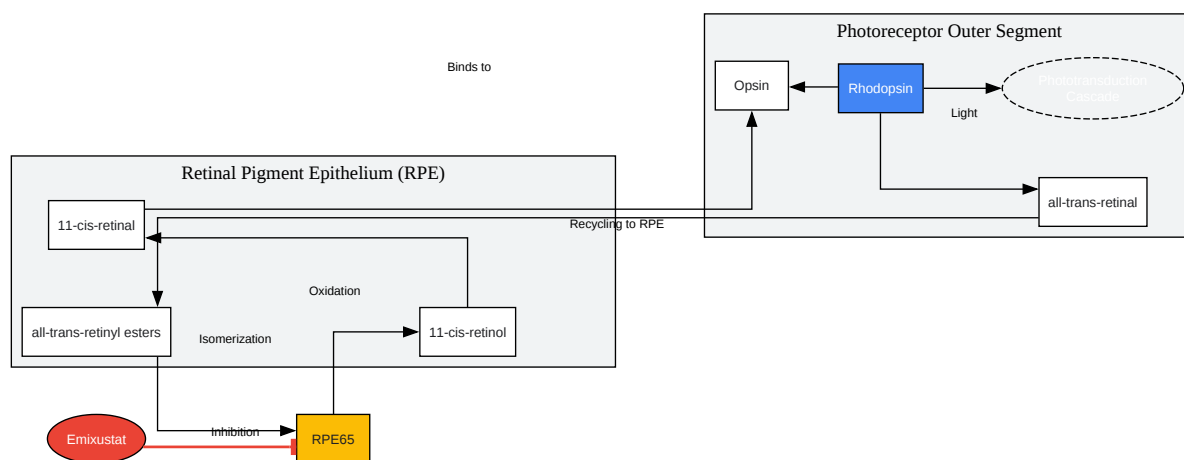 Photoreceptor Outer Segment
Binds to
Opsin
Rhodopsin
Phototransduction
Cascade
Light
Retinal Pigment Epithelium (RPE)
11-cis-retinal
all-trans-retinal
Recycling to RPE
Oxidation
all-trans-retinyl esters
Isomerization
11-cis-retinol
Emixustat
Inhibition
RPE65